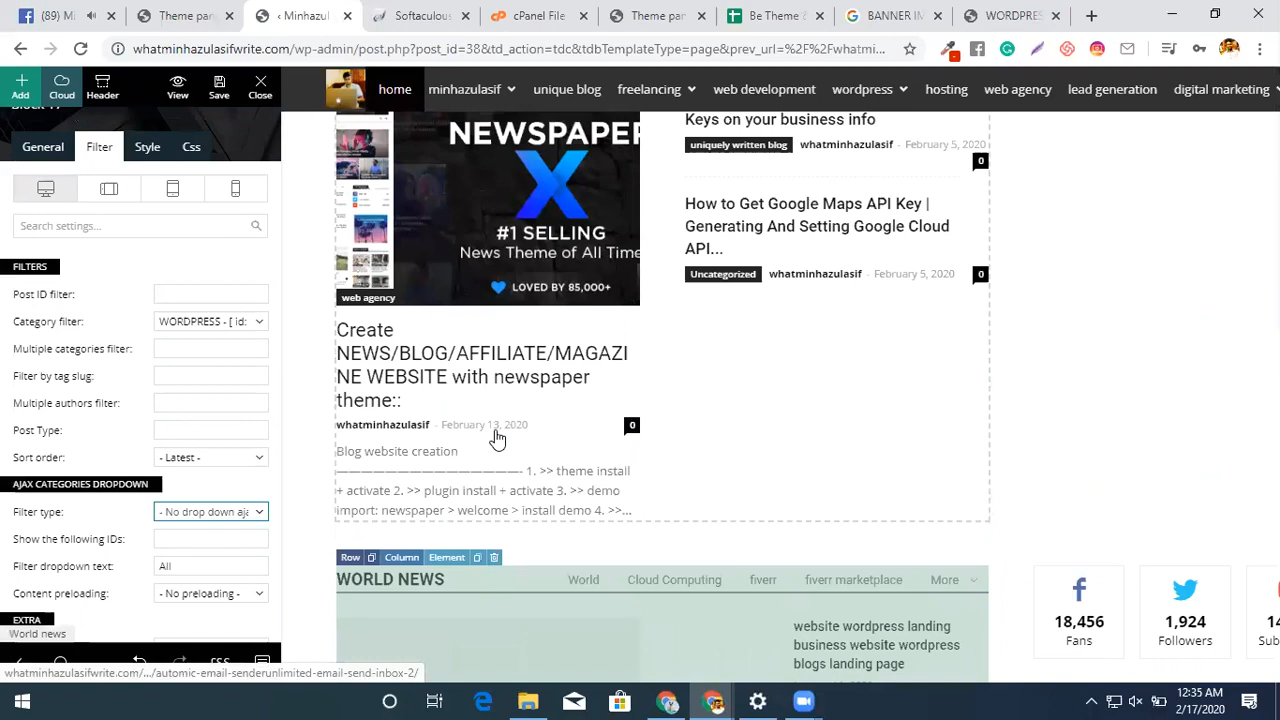 (89) Minhaz
Minhazulasif
Softaculous
cPanel File
Theme pan
Be Theme
BANNER IM
WORDPRES
whatminhazulasifwrite.com/wp-admin/post.php?post_id=38&td_action=tdc&tdbTemplateType=page&prev_url=%2F%2Fwhatmi...
Add
Cloud
Header
View
Save
Close
home
minhazulasif
unique blog
freelancing
web development
wordpress
hosting
web agency
lead generation
digital marketing
General
Filter
Style
Css
Search settings...
FILTERS
Post ID filter:
Category filter:
WORDPRESS - [ id:
Multiple categories filter:
Filter by tag slug:
Multiple authors filter:
Post Type:
Sort order:
- Latest -
AJAX CATEGORIES DROPDOWN
Filter type:
- No drop down aja
Show the following IDs:
Filter dropdown text:
All
Content preloading:
- No preloading -
EXTRA
World news
whatminhazulasifwrite.com/.../automic-email-senderunlimited-email-send-inbox-2/
NEWSPAPER
X
#1 SELLING
News Theme of All Time
LOVED BY 85,000+
web agency
Create
NEWS/BLOG/AFFILIATE/MAGAZI
NE WEBSITE with newspaper
theme::
whatminhazulasif - February 13, 2020
0
Blog website creation
————————————————- 1. >> theme install
+ activate 2. >> plugin install + activate 3. >> demo
import: newspaper > welcome > install demo 4. >>...
Keys on your business info
uniquely written blog whatminhazulasif - February 5, 2020
0
How to Get Google Maps API Key |
Generating And Setting Google Cloud
API...
Uncategorized whatminhazulasif - February 5, 2020
0
Row
Column
Element
WORLD NEWS
World
Cloud Computing
fiverr
fiverr marketplace
More
website wordpress landing
business website wordpress
blogs landing page
18,456
Fans
1,924
Followers
12:35 AM
2/17/2020